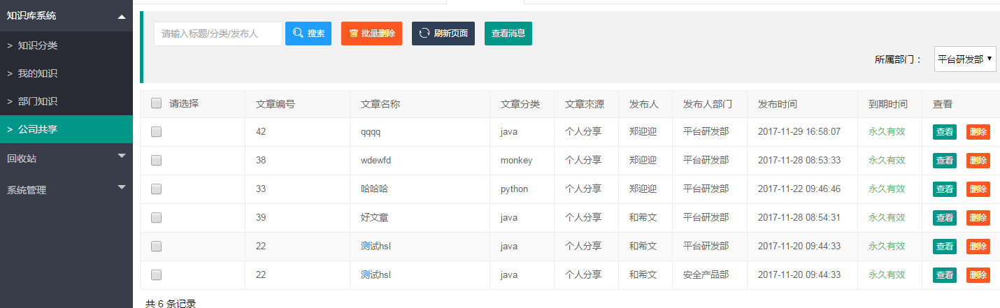 知识库系统
> 知识分类
> 我的知识
> 部门知识
> 公司共享
回收站
系统管理
请输入标题/分类/发布人 搜索 批量删除 刷新页面 查看消息
所属部门： 平台研发部
请选择 文章编号 文章名称 文章分类 文章来源 发布人 发布人部门 发布时间 到期时间 查看
42 qqqq java 个人分享 郑迎迎 平台研发部 2017-11-29 16:58:07 永久有效 查看 删除
38 wdewfd monkey 个人分享 郑迎迎 平台研发部 2017-11-28 08:53:33 永久有效 查看 删除
33 哈哈哈 python 个人分享 郑迎迎 平台研发部 2017-11-22 09:46:46 永久有效 查看 删除
39 好文章 java 个人分享 和希文 平台研发部 2017-11-28 08:54:31 永久有效 查看 删除
22 测试hsl java 个人分享 和希文 平台研发部 2017-11-20 09:44:33 永久有效 查看 删除
22 测试hsl java 个人分享 和希文 安全产品部 2017-11-20 09:44:33 永久有效 查看 删除
共 6 条记录